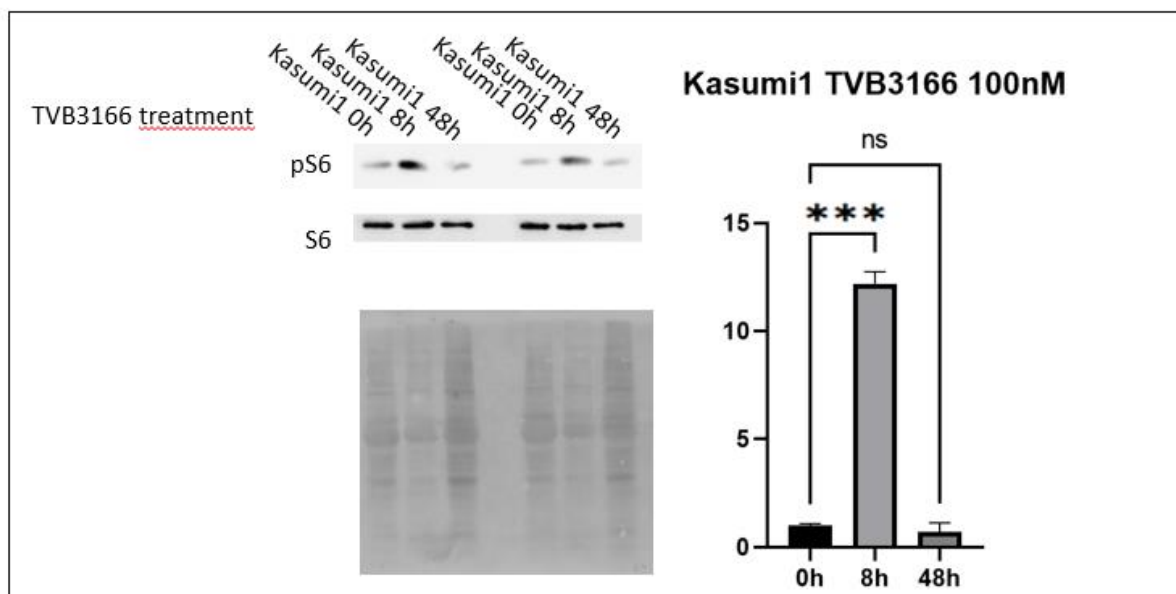 TVB3166 treatment
Kasumi1 0h
Kasumi1 8h
Kasumi1 48h
Kasumi1 0h
Kasumi1 8h
Kasumi1 48h
pS6
S6
Kasumi1 TVB3166 100nM
ns
***
15
10
5
0
0h 8h 48h